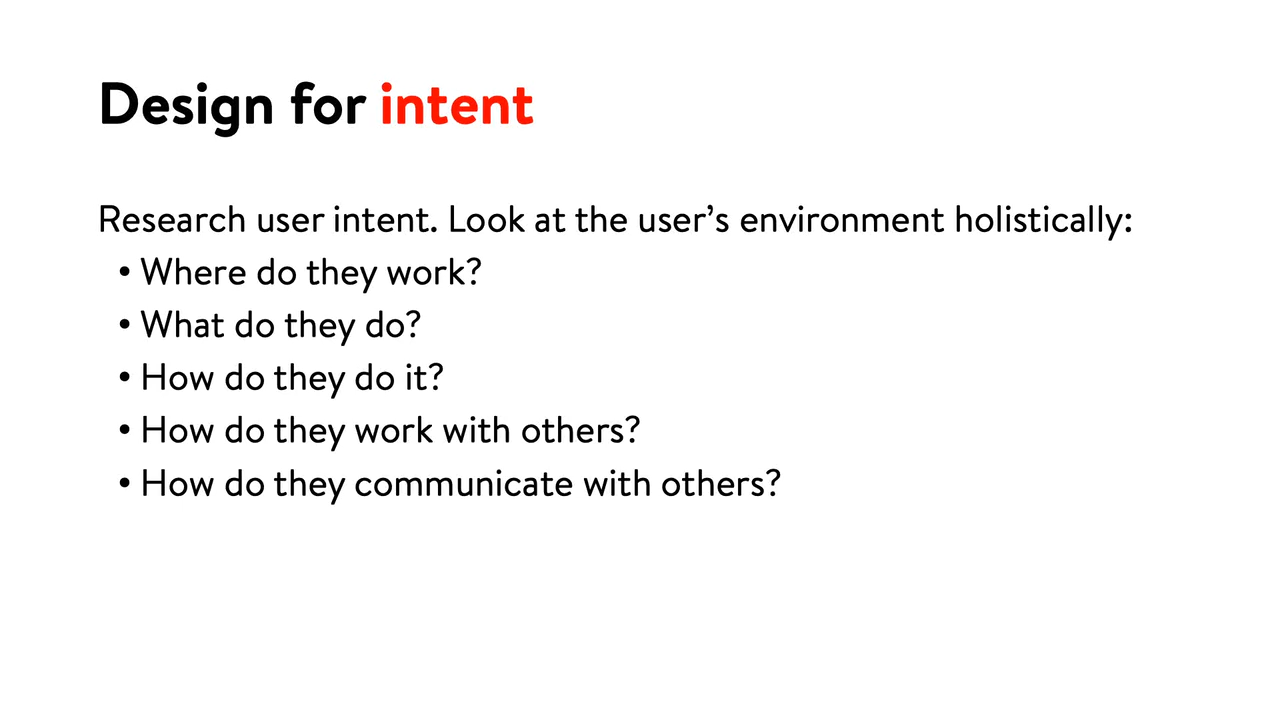 Design for intent
Research user intent. Look at the user’s environment holistically:
• Where do they work?
• What do they do?
• How do they do it?
• How do they work with others?
• How do they communicate with others?